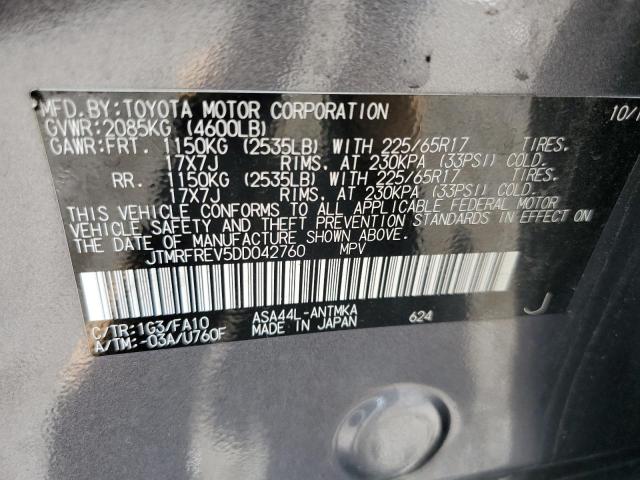 MFD.BY:TOYOTA MOTOR CORPORATION 10/1
GVWR:2085KG (4600LB)
GAWR:FRT. 1150KG (2535LB) WITH 225/65R17 TIRES.
17X7J RIMS. AT 230KPA (33PSI) COLD.
RR. 1150KG (2535LB) WITH 225/65R17 TIRES.
17X7J RIMS. AT 230KPA (33PSI) COLD.
THIS VEHICLE CONFORMS TO ALL APPLICABLE FEDERAL MOTOR
VEHICLE SAFETY AND THEFT PREVENTION STANDARDS IN EFFECT ON
THE DATE OF MANUFACTURE SHOWN ABOVE.
JTMRFREV5DD042760 MPV
C/TR:1G3/FA10 ASA44L-ANTMKA 624 J
A/TM:-03A/U760F MADE IN JAPAN